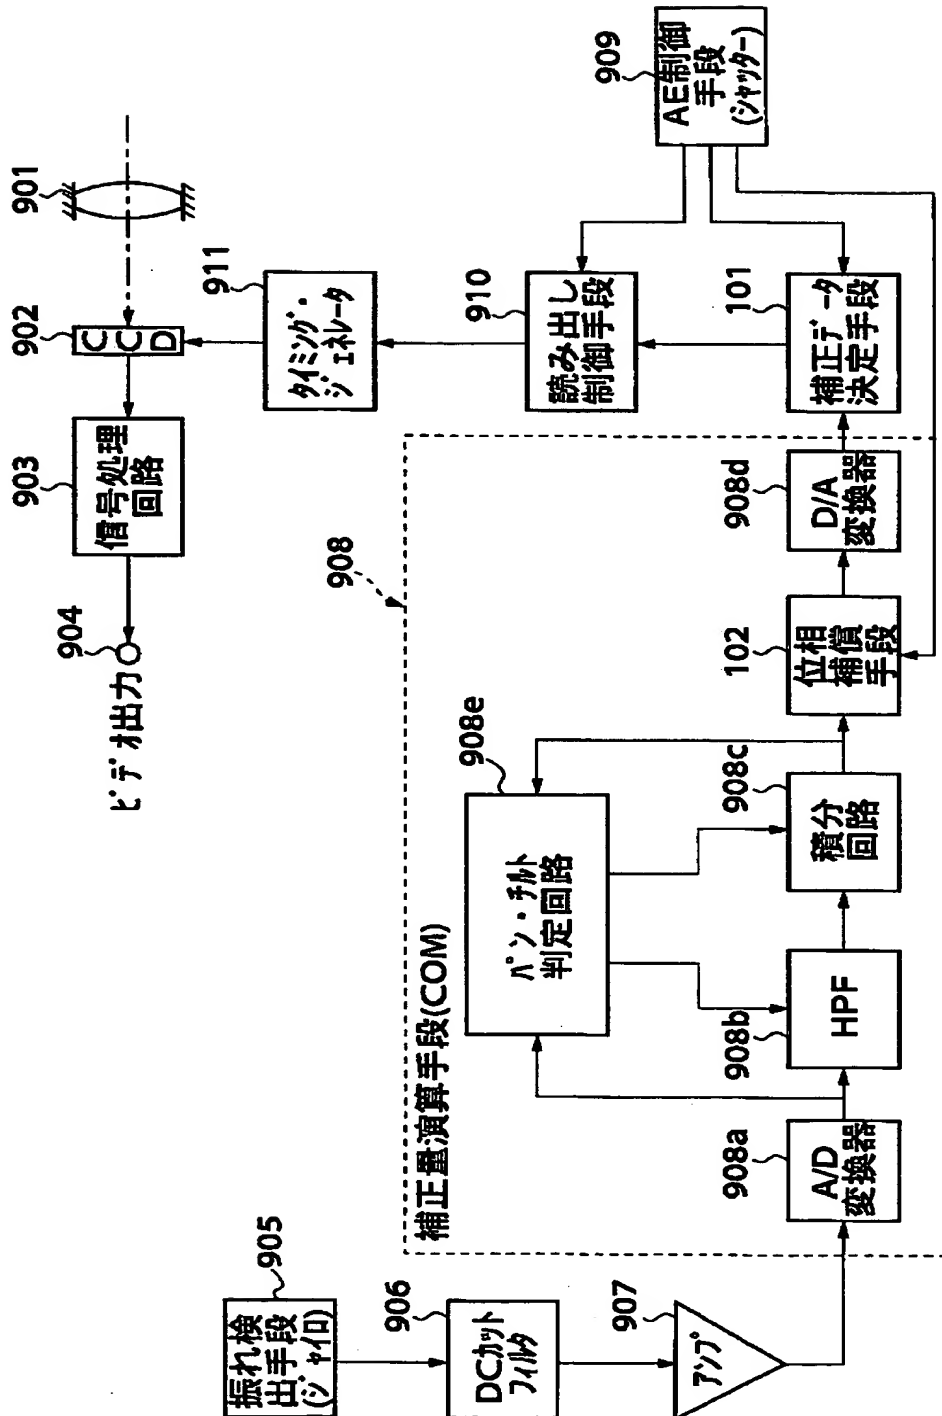 904
ビデオ出力
903
信号処理
回路
902
C
C
D
901
911
タイミング・
ジェネレータ
905
振れ検
出手段
(ジャイロ)
908
906
DCカット
フィルタ
補正量演算手段(COM)
908e
パン・チルト
判定回路
910
読み出し
制御手段
909
AE制御
手段
(シャッター)
907
アンプ
908a
A/D
変換器
908b
HPF
908c
積分
回路
102
位相
補償
手段
908d
D/A
変換器
101
補正データ
決定手段